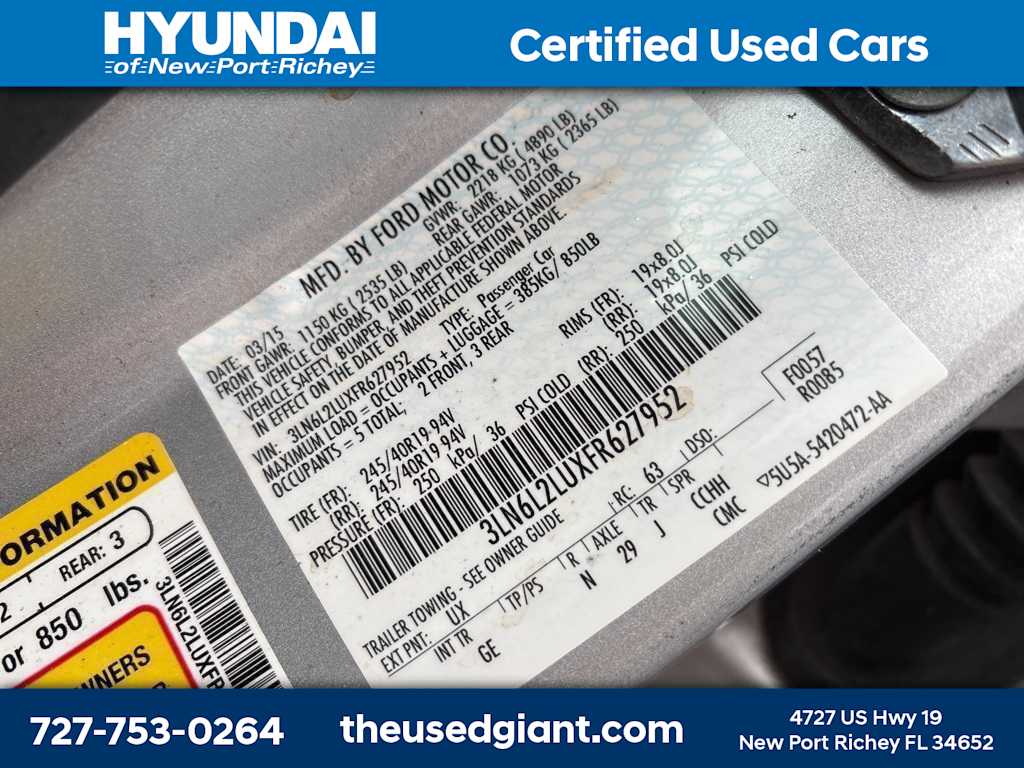 HYUNDAI
of New Port Richey
Certified Used Cars
MFD. BY FORD MOTOR CO.
DATE: 03/15 GVWR: 2218 KG ( 4890 LB)
FRONT GAWR: 1150 KG ( 2535 LB) REAR GAWR: 1073 KG ( 2365 LB)
THIS VEHICLE CONFORMS TO ALL APPLICABLE FEDERAL MOTOR
VEHICLE SAFETY, BUMPER, AND THEFT PREVENTION STANDARDS
IN EFFECT ON THE DATE OF MANUFACTURE SHOWN ABOVE.
VIN: 3LN6L2LUXFR627952 TYPE: Passenger Car
MAXIMUM LOAD = OCCUPANTS + LUGGAGE = 385KG/ 850LB
OCCUPANTS = 5 TOTAL; 2 FRONT, 3 REAR
TIRE (FR): 245/40R19-94V RIMS (FR): 19x8.0J
(RR): 245/40R19-94V (RR): 19x8.0J
PRESSURE (FR): 250 kPa/ 36 PSI COLD (RR): 250 kPa/ 36 PSI COLD
3LN6L2LUXFR627952
TRAILER TOWING - SEE OWNER GUIDE
EXT PNT: UX RC: 63 DSO:
F0057
R0085
INT TR TP/PS R AXLE TR SPR
GE N 29 J CCHH
CMC
▽5U5A-5420472-AA
FORMATION
2 REAR: 3
or 850 lbs.
WNERS
3LN6L2LUXFR
727-753-0264
theusedgiant.com
4727 US Hwy 19
New Port Richey FL 34652